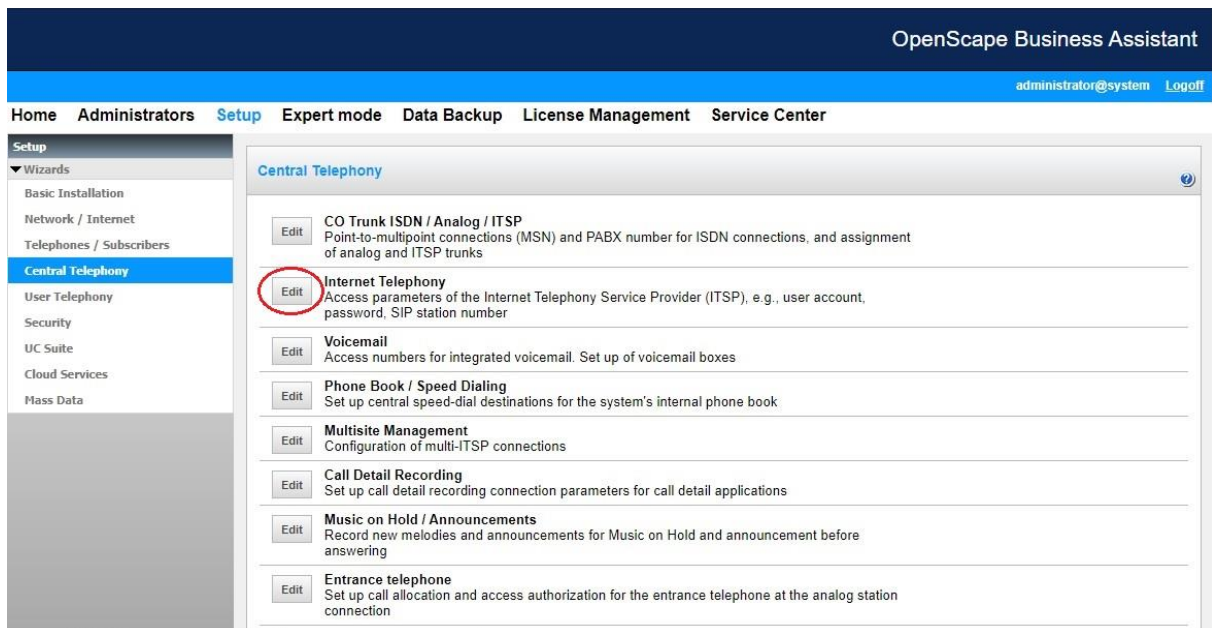 OpenScape Business Assistant
administrator@system Logoff
Home Administrators Setup Expert mode Data Backup License Management Service Center
Setup
Wizards
Basic Installation
Network / Internet
Telephones / Subscribers
Central Telephony
User Telephony
Security
UC Suite
Cloud Services
Mass Data
Central Telephony
?
Edit
CO Trunk ISDN / Analog / ITSP
Point-to-multipoint connections (MSN) and PABX number for ISDN connections, and assignment
of analog and ITSP trunks
Edit
Internet Telephony
Access parameters of the Internet Telephony Service Provider (ITSP), e.g., user account,
password, SIP station number
Edit
Voicemail
Access numbers for integrated voicemail. Set up of voicemail boxes
Edit
Phone Book / Speed Dialing
Set up central speed-dial destinations for the system's internal phone book
Edit
Multisite Management
Configuration of multi-ITSP connections
Edit
Call Detail Recording
Set up call detail recording connection parameters for call detail applications
Edit
Music on Hold / Announcements
Record new melodies and announcements for Music on Hold and announcement before
answering
Edit
Entrance telephone
Set up call allocation and access authorization for the entrance telephone at the analog station
connection